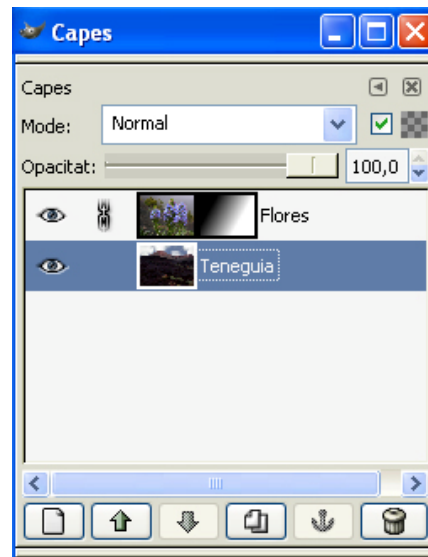 Capes
Capes
Mode: Normal
Opacitat: 100,0
Flores
Teneguia